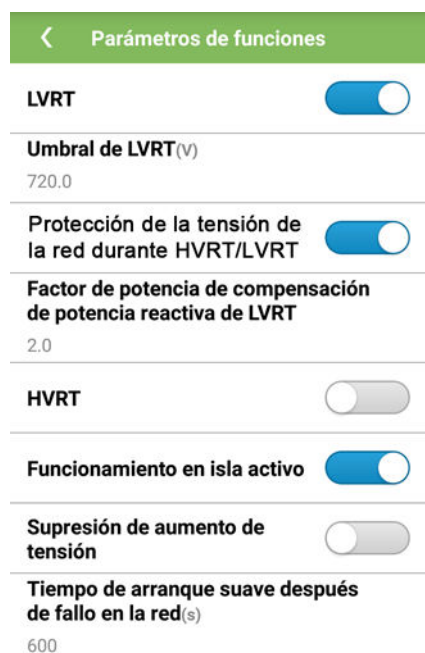 Parámetros de funciones
LVRT
Umbral de LVRT(V)
720.0
Protección de la tensión de
la red durante HVRT/LVRT
Factor de potencia de compensación
de potencia reactiva de LVRT
2.0
HVRT
Funcionamiento en isla activo
Supresión de aumento de
tensión
Tiempo de arranque suave después
de fallo en la red(s)
600